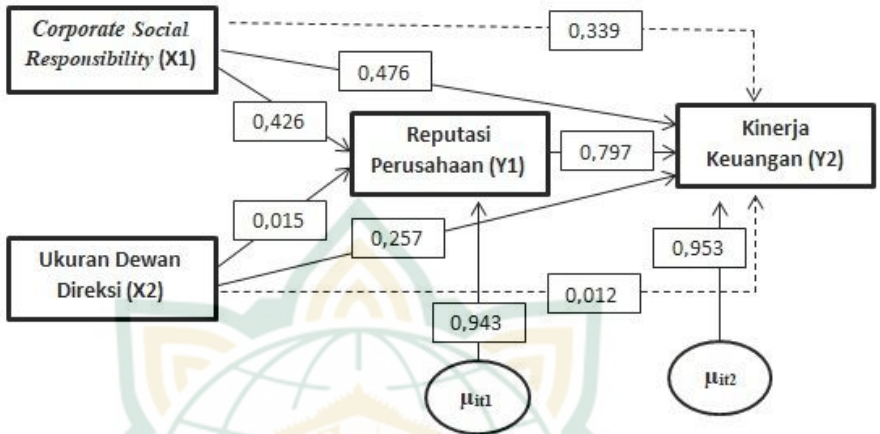 Corporate Social
Responsibility (X1)
0,339
0,476
0,426
Reputasi
Perusahaan (Y1)
0,797
Kinerja
Keuangan (Y2)
0,015
0,257
Ukuran Dewan
Direksi (X2)
0,953
0,012
0,943
μit1
μit2